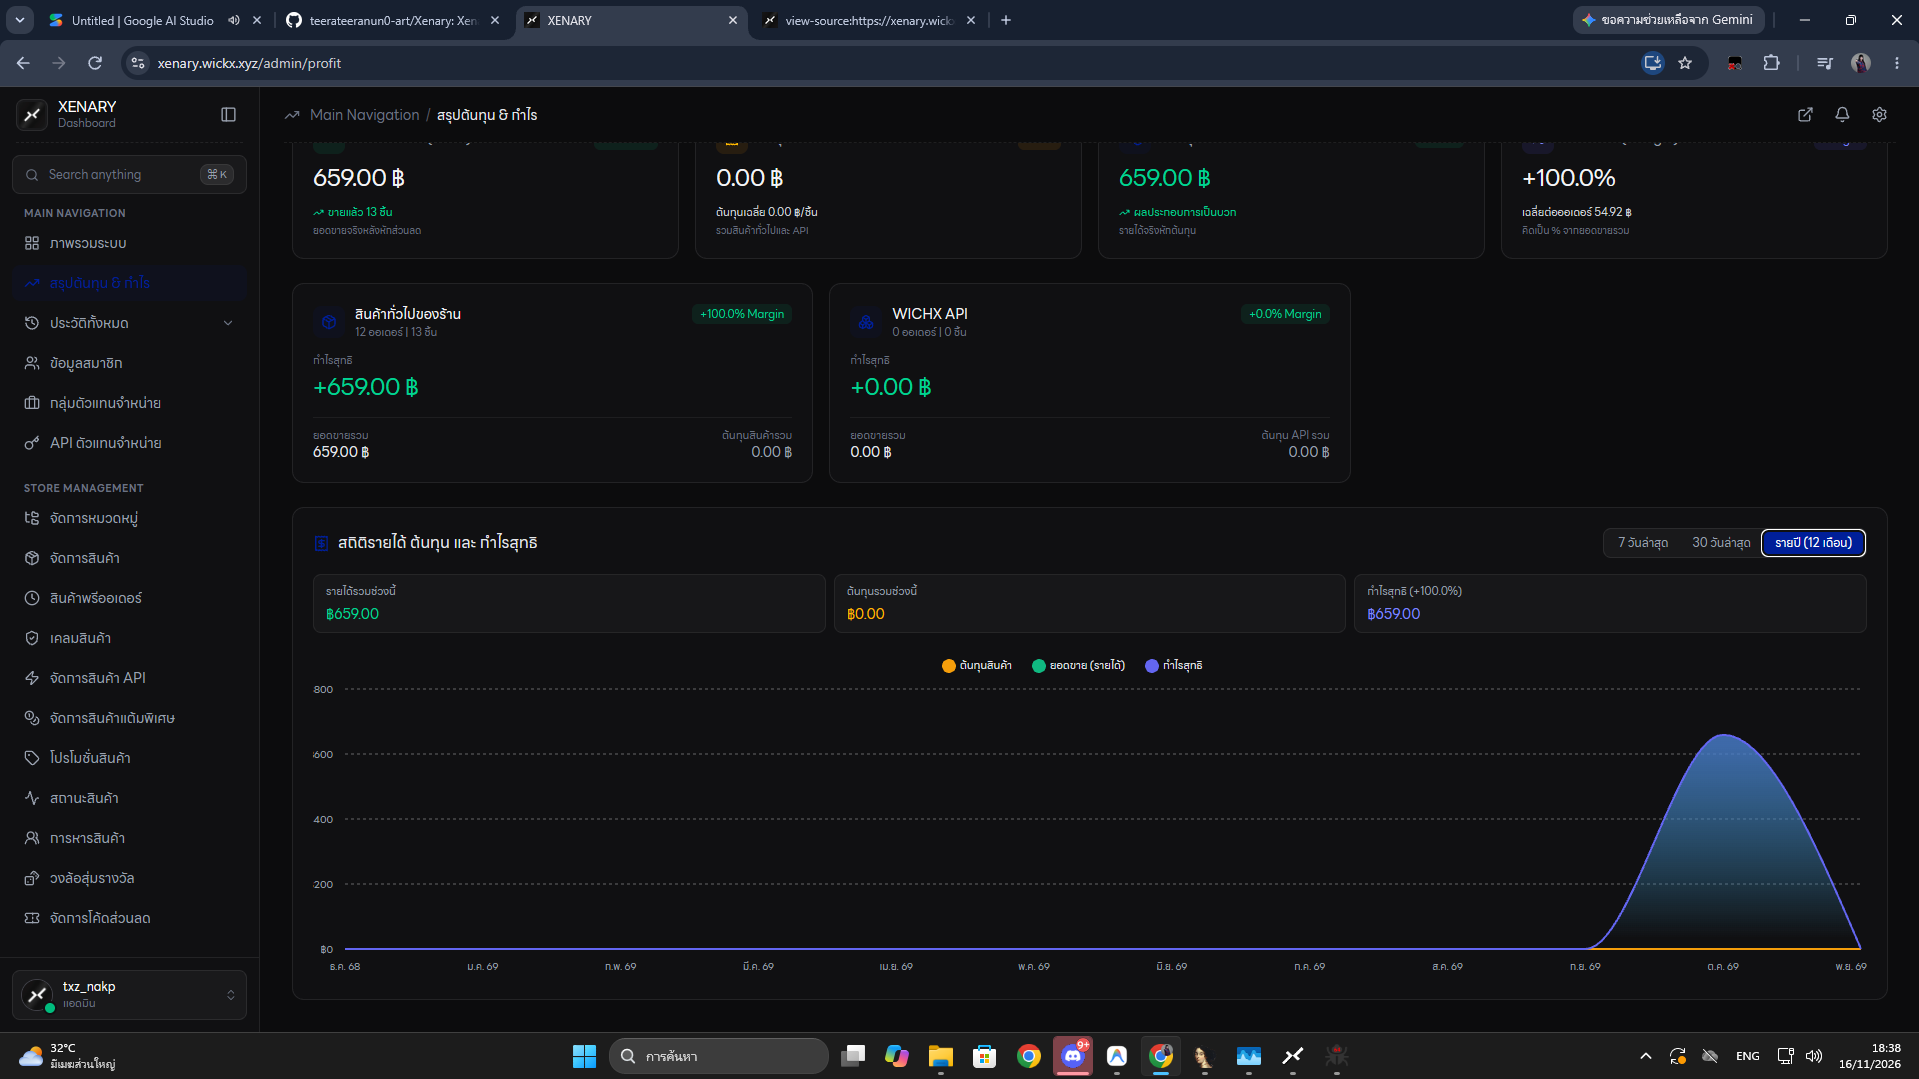 Untitled | Google AI Studio
teerateeranun0-art/Xenary: Xen
XENARY
view-source:https://xenary.wick
ขอความช่วยเหลือจาก Gemini
xenary.wickx.xyz/admin/profit
XENARY
Dashboard
Search anything
⌘ K
MAIN NAVIGATION
ภาพรวมระบบ
สรุปต้นทุน & กำไร
ประวัติทั้งหมด
ข้อมูลสมาชิก
กลุ่มตัวแทนจำหน่าย
API ตัวแทนจำหน่าย
STORE MANAGEMENT
จัดการหมวดหมู่
จัดการสินค้า
สินค้าพรีออเดอร์
เคลมสินค้า
จัดการสินค้า API
จัดการสินค้าแต้มพิเศษ
โปรโมชั่นสินค้า
สถานะสินค้า
การหารสินค้า
วงล้อสุ่มรางวัล
จัดการโค้ดส่วนลด
txz_nakp
แอดมิน
Main Navigation / สรุปต้นทุน & กำไร
659.00 ฿
ขายแล้ว 13 ชิ้น
ยอดขายจริงหลังหักส่วนลด
0.00 ฿
ต้นทุนเฉลี่ย 0.00 ฿/ชิ้น
รวมสินค้าทั่วไปและ API
659.00 ฿
ผลประกอบการเป็นบวก
รายได้จริงหักต้นทุน
+100.0%
เฉลี่ยต่อออเดอร์ 54.92 ฿
คิดเป็น % จากยอดขายรวม
สินค้าทั่วไปของร้าน
+100.0% Margin
12 ออเดอร์ | 13 ชิ้น
กำไรสุทธิ
+659.00 ฿
ยอดขายรวม
ต้นทุนสินค้ารวม
659.00 ฿
0.00 ฿
WICHX API
+0.0% Margin
0 ออเดอร์ | 0 ชิ้น
กำไรสุทธิ
+0.00 ฿
ยอดขายรวม
ต้นทุน API รวม
0.00 ฿
0.00 ฿
สถิติรายได้ ต้นทุน และ กำไรสุทธิ
7 วันล่าสุด
30 วันล่าสุด
รายปี (12 เดือน)
รายได้รวมช่วงนี้
฿659.00
ต้นทุนรวมช่วงนี้
฿0.00
กำไรสุทธิ (+100.0%)
฿659.00
ต้นทุนสินค้า
ยอดขาย (รายได้)
กำไรสุทธิ
800
600
400
200
฿0
ธ.ค. 68
ม.ค. 69
ก.พ. 69
มี.ค. 69
เม.ย. 69
พ.ค. 69
มิ.ย. 69
ก.ค. 69
ส.ค. 69
ก.ย. 69
ต.ค. 69
พ.ย. 69
32°C
มีเมฆส่วนใหญ่
การค้นหา
9+
ENG
18:38
16/11/2026